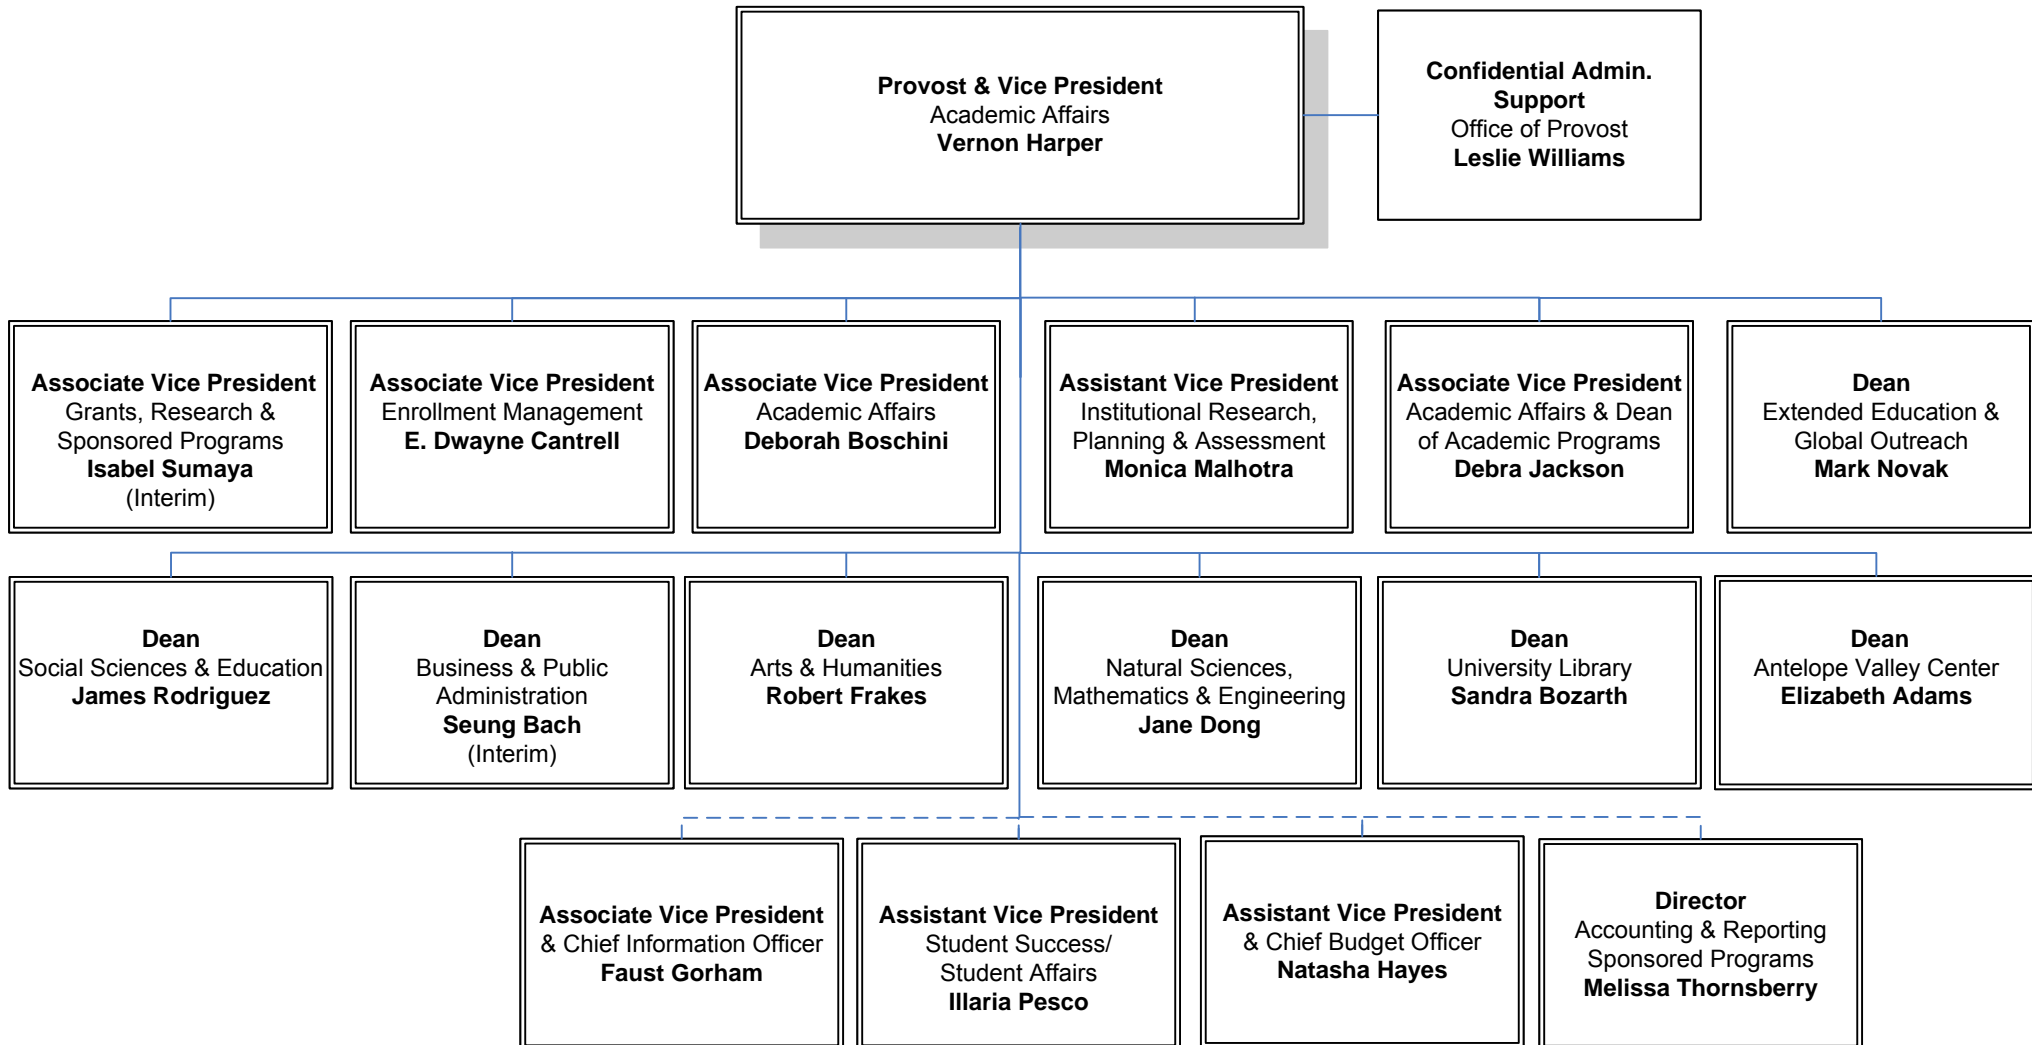 Provost & Vice President
Academic Affairs
Vernon Harper
Confidential Admin.
Support
Office of Provost
Leslie Williams
Associate Vice President
Grants, Research &
Sponsored Programs
Isabel Sumaya
(Interim)
Associate Vice President
Enrollment Management
E. Dwayne Cantrell
Associate Vice President
Academic Affairs
Deborah Boschini
Assistant Vice President
Institutional Research,
Planning & Assessment
Monica Malhotra
Associate Vice President
Academic Affairs & Dean
of Academic Programs
Debra Jackson
Dean
Extended Education &
Global Outreach
Mark Novak
Dean
Social Sciences & Education
James Rodriguez
Dean
Business & Public
Administration
Seung Bach
(Interim)
Dean
Arts & Humanities
Robert Frakes
Dean
Natural Sciences,
Mathematics & Engineering
Jane Dong
Dean
University Library
Sandra Bozarth
Dean
Antelope Valley Center
Elizabeth Adams
Associate Vice President
& Chief Information Officer
Faust Gorham
Assistant Vice President
Student Success/
Student Affairs
Illaria Pesco
Assistant Vice President
& Chief Budget Officer
Natasha Hayes
Director
Accounting & Reporting
Sponsored Programs
Melissa Thornsberry